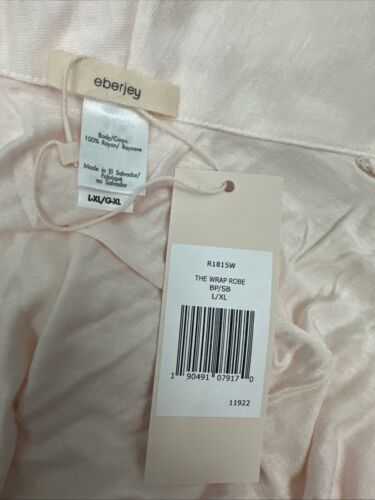 eberjey
Body/Corps:
100% Rayon/ Rayonne
Made in El Salvador/
Fabriqué
au Salvador
L-XL/G-XL
R1815W
THE WRAP ROBE
BP/SB
L/XL
1 90491 07917 0
11922